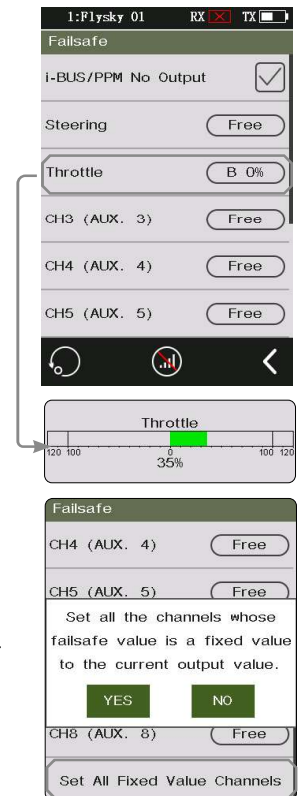 1:Flysky 01 RX TX
Failsafe
i-BUS/PPM No Output
Steering Free
Throttle B 0%
CH3 (AUX. 3) Free
CH4 (AUX. 4) Free
CH5 (AUX. 5) Free
Throttle
120 100 0 100 120
35%
Failsafe
CH4 (AUX. 4) Free
CH5 (AUX. 5) Free
Set all the channels whose
failsafe value is a fixed value
to the current output value.
YES NO
CH8 (AUX. 8) Free
Set All Fixed Value Channels